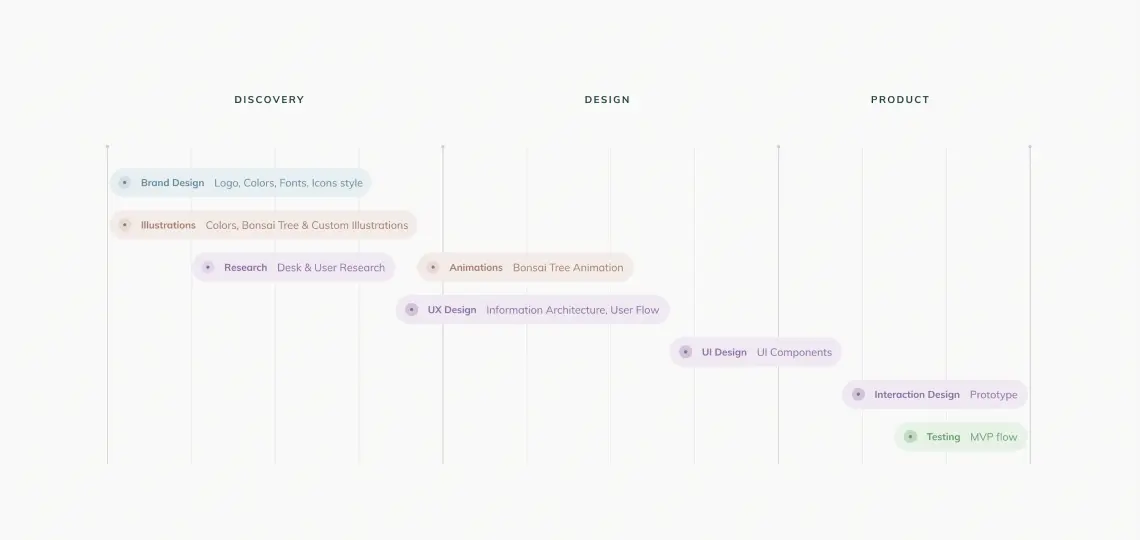 DISCOVERY DESIGN PRODUCT
Brand Design Logo, Colors, Fonts. Icons style
Illustrations Colors, Bonsai Tree & Custom Illustrations
Research Desk & User Research Animations Bonsai Tree Animation
UX Design Information Architecture, User Flow
UI Design UI Components
Interaction Design Prototype
Testing MVP flow